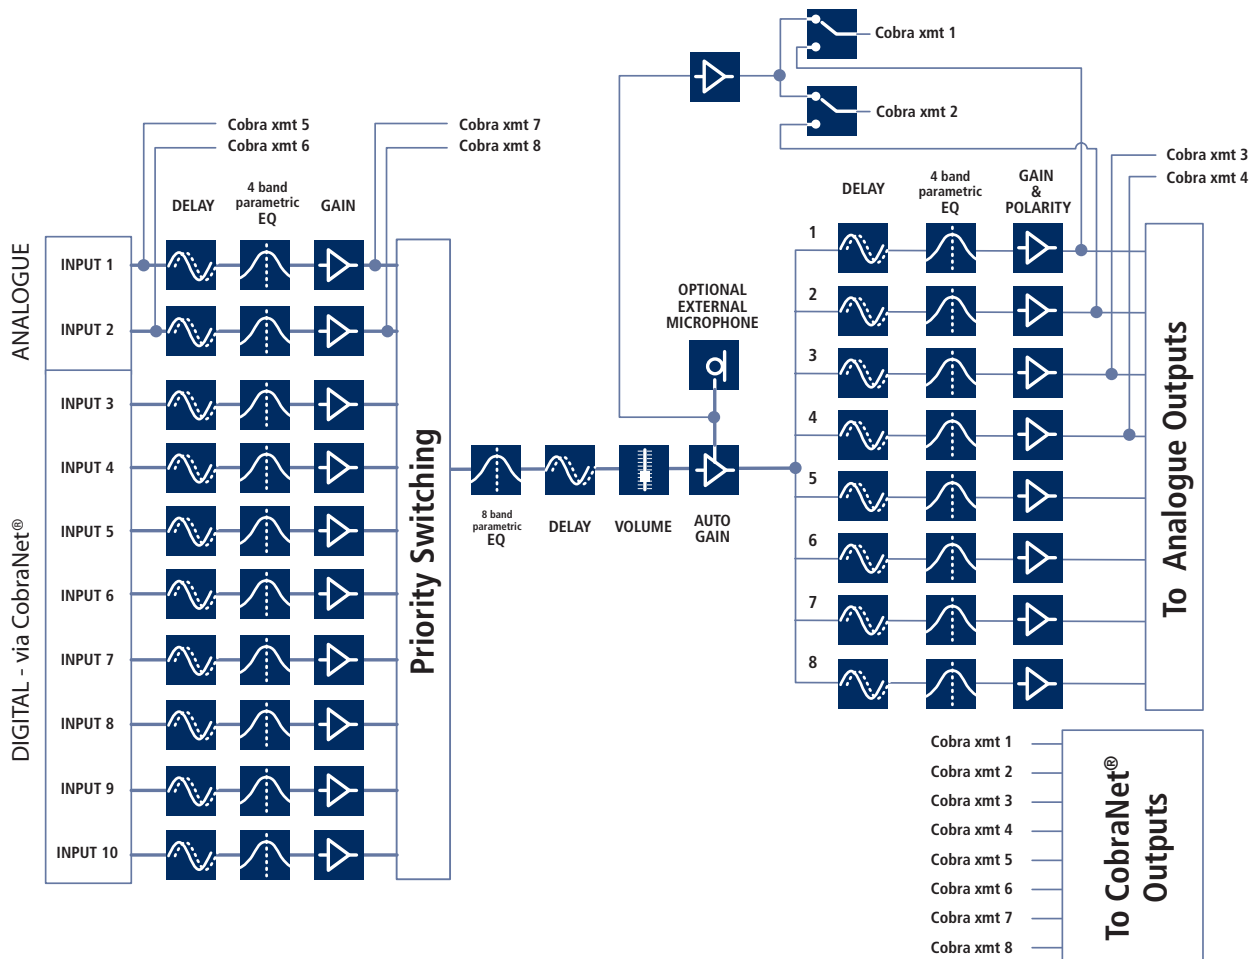 Cobra xmt 1
Cobra xmt 2
Cobra xmt 5
Cobra xmt 6
Cobra xmt 7
Cobra xmt 8
Cobra xmt 3
Cobra xmt 4
DELAY
4 band
parametric
EQ
GAIN
DELAY
4 band
parametric
EQ
GAIN
&
POLARITY
ANALOGUE
INPUT 1
INPUT 2
DIGITAL - via CobraNet®
INPUT 3
INPUT 4
INPUT 5
INPUT 6
INPUT 7
INPUT 8
INPUT 9
INPUT 10
Priority Switching
8 band
parametric
EQ
DELAY
VOLUME
AUTO
GAIN
OPTIONAL
EXTERNAL
MICROPHONE
1
2
3
4
5
6
7
8
To Analogue Outputs
Cobra xmt 1
Cobra xmt 2
Cobra xmt 3
Cobra xmt 4
Cobra xmt 5
Cobra xmt 6
Cobra xmt 7
Cobra xmt 8
To CobraNet®
Outputs